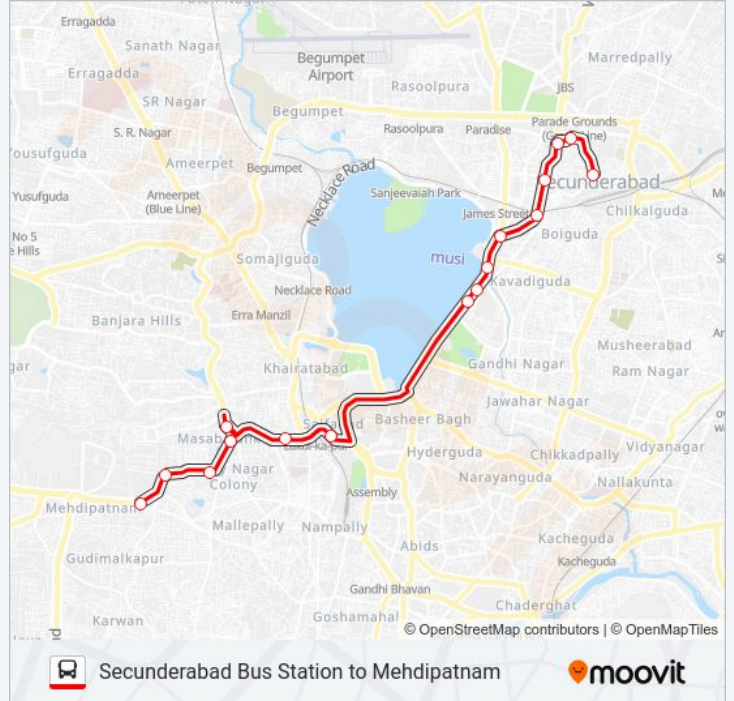 Erragadda
Sanath Nagar
Begumpet
Airport
Marredpally
Erragadda
Rasoolpura
JBS
SR Nagar
Begumpet
Parade Grounds
S. R. Nagar
Rasoolpura
Paradise
Ameerpet
Begumpet
Necklace Road
Sanjeevaiah Park
Yusufguda
Ameerpet
(Blue Line)
James Street
Chilkalguda
Boiguda
No 5
e Hills
Somajiguda
musi
Kavadiguda
Necklace Road
Erra Manzil
Banjara Hills
Musheerabad
Khairatabad
Gandhi Nagar
Ram Nagar
Jawahar Nagar
Basheer Bagh
Hyderguda
Chikkadpally
Vidyanagar
Colony
Narayanguda
Nallakunta
Assembly
Mehdipatnam
Mallepally
Nampally
Kacheguda
Abids
Gudimalkapur
Kacheguda
Gandhi Bhavan
Chaderghat
Karwan
Goshamahal
© OpenStreetMap contributors | © OpenMapTiles
Secunderabad Bus Station to Mehdipatnam
moovit